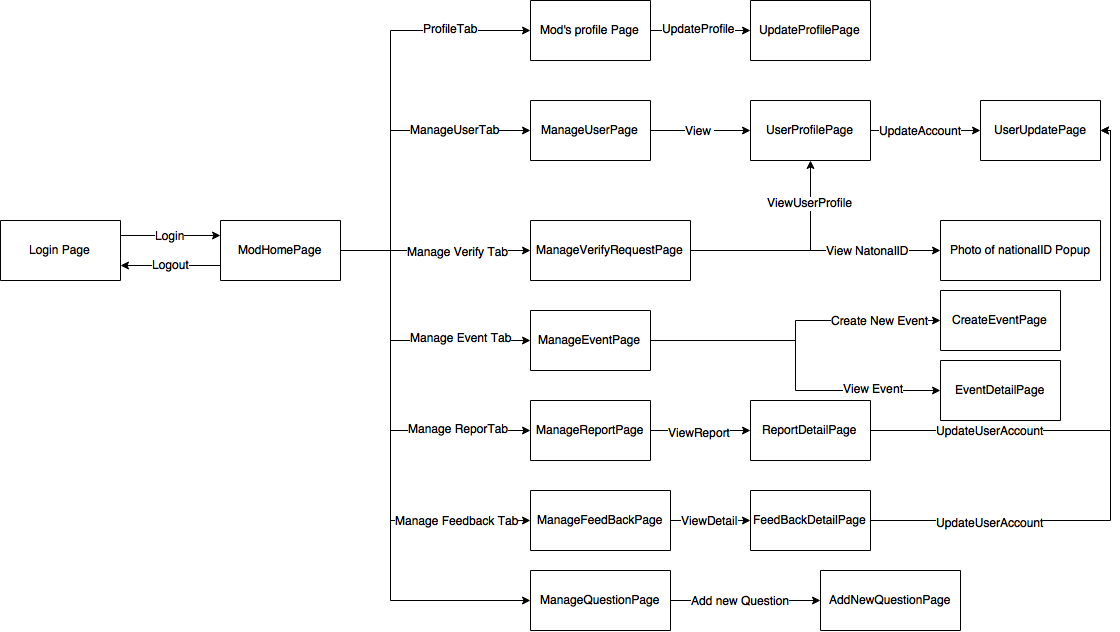 ProfileTab
Mod's profile Page
UpdateProfile
UpdateProfilePage
ManageUserTab
ManageUserPage
View
UserProfilePage
UpdateAccount
UserUpdatePage
ViewUserProfile
Login Page
Login
Logout
ModHomePage
Manage Verify Tab
ManageVerifyRequestPage
View NatonalID
Photo of nationalID Popup
Manage Event Tab
ManageEventPage
Create New Event
CreateEventPage
View Event
EventDetailPage
Manage ReporTab
ManageReportPage
ViewReport
ReportDetailPage
UpdateUserAccount
Manage Feedback Tab
ManageFeedBackPage
ViewDetail
FeedBackDetailPage
UpdateUserAccount
ManageQuestionPage
Add new Question
AddNewQuestionPage